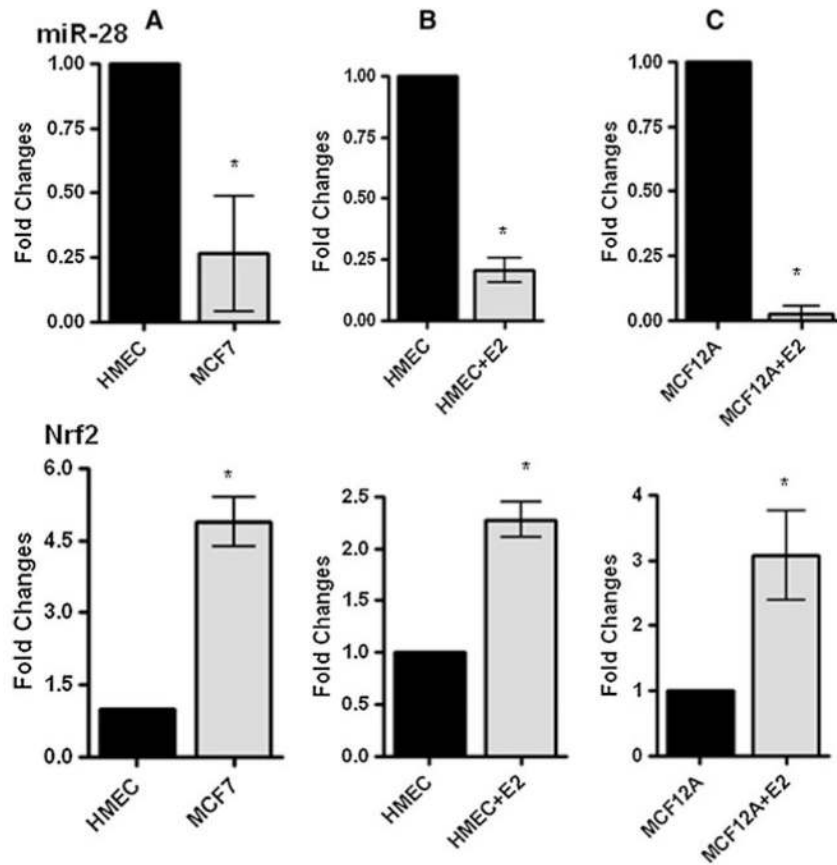 miR-28
A
B
C
Fold Changes
1.00
0.75
0.50
0.25
0.00
*
HMEC
MCF7
Fold Changes
1.00
0.75
0.50
0.25
0.00
*
HMEC
HMEC+E2
Fold Changes
1.00
0.75
0.50
0.25
0.00
*
MCF12A
MCF12A+E2
Nrf2
Fold Changes
6.0
4.5
3.0
1.5
0.0
*
HMEC
MCF7
Fold Changes
2.5
2.0
1.5
1.0
0.5
0.0
*
HMEC
HMEC+E2
Fold Changes
4
3
2
1
0
*
MCF12A
MCF12A+E2